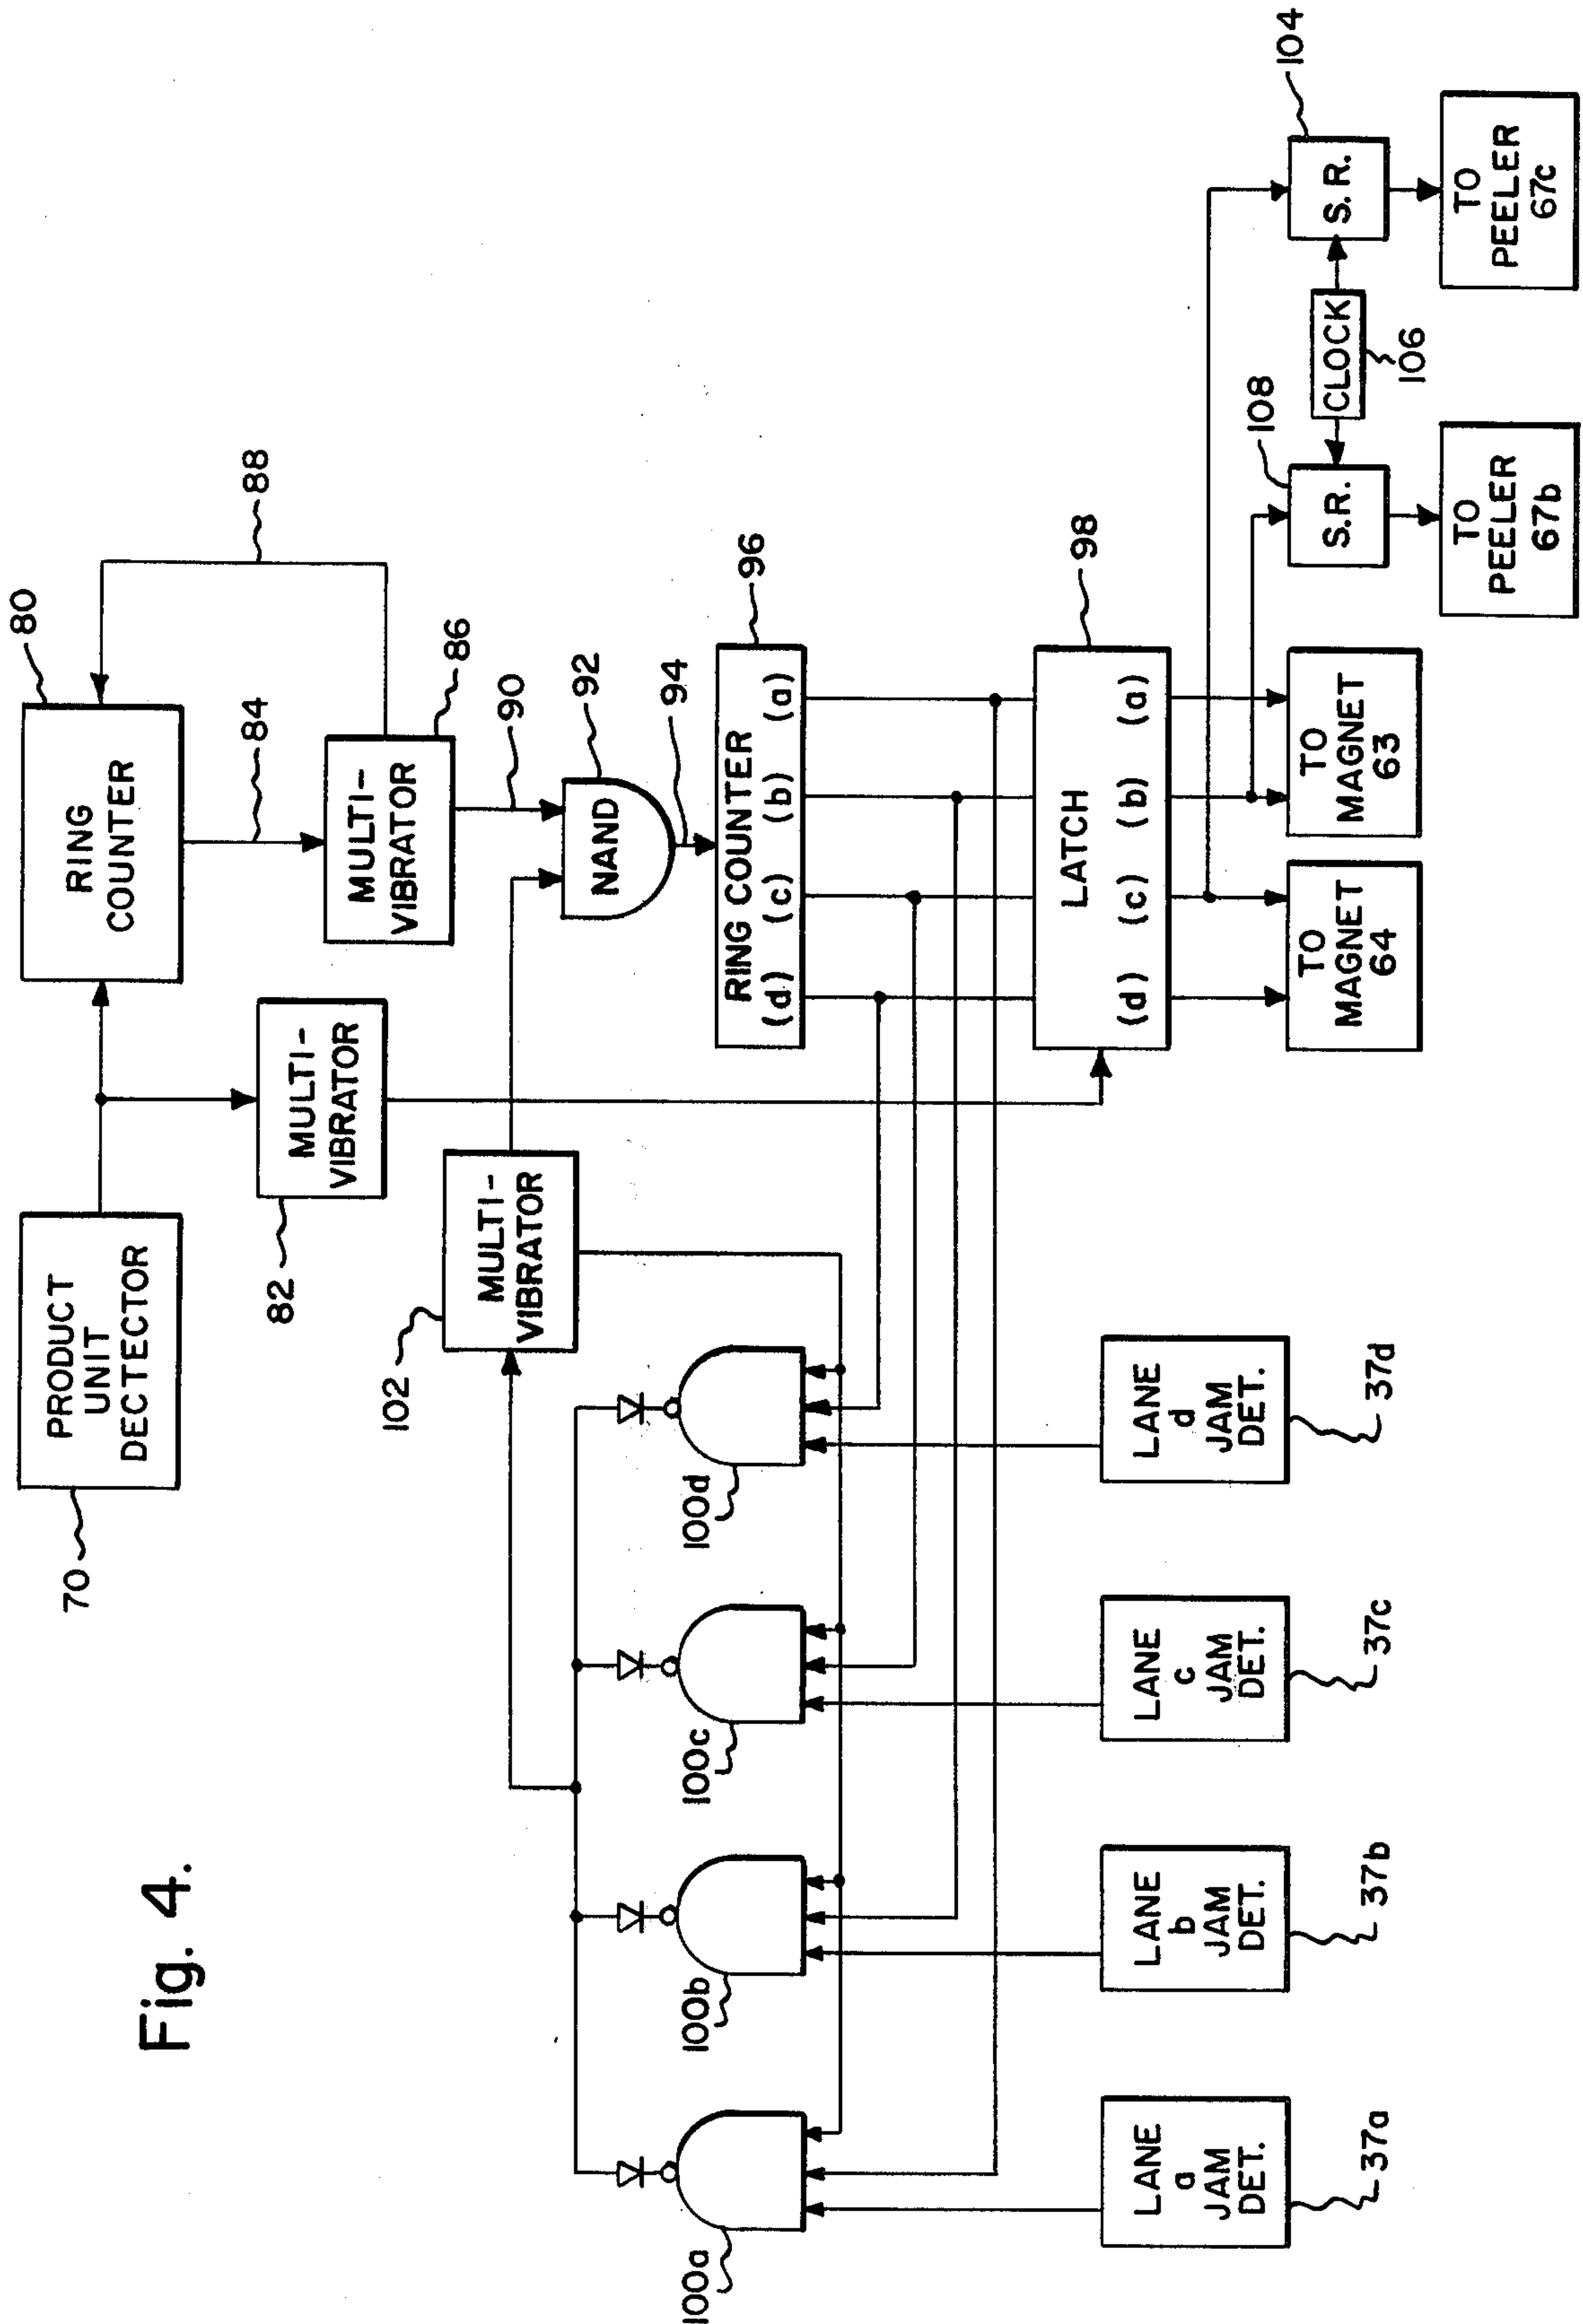 Fig. 4.
70
PRODUCT
UNIT
DECTECTOR
RING
COUNTER
80
82
MULTI-
VIBRATOR
84
88
MULTI-
VIBRATOR
86
102
MULTI-
VIBRATOR
90
NAND
92
94
100a
100b
100c
100d
RING COUNTER
(d) (c) (b) (a)
96
LATCH
(d) (c) (b) (a)
98
LANE
a
JAM
DET.
37a
LANE
b
JAM
DET.
37b
LANE
c
JAM
DET.
37c
LANE
d
JAM
DET.
37d
TO
MAGNET
64
TO
MAGNET
63
S.R.
108
CLOCK
106
S.R.
104
TO
PEELER
67b
TO
PEELER
67c